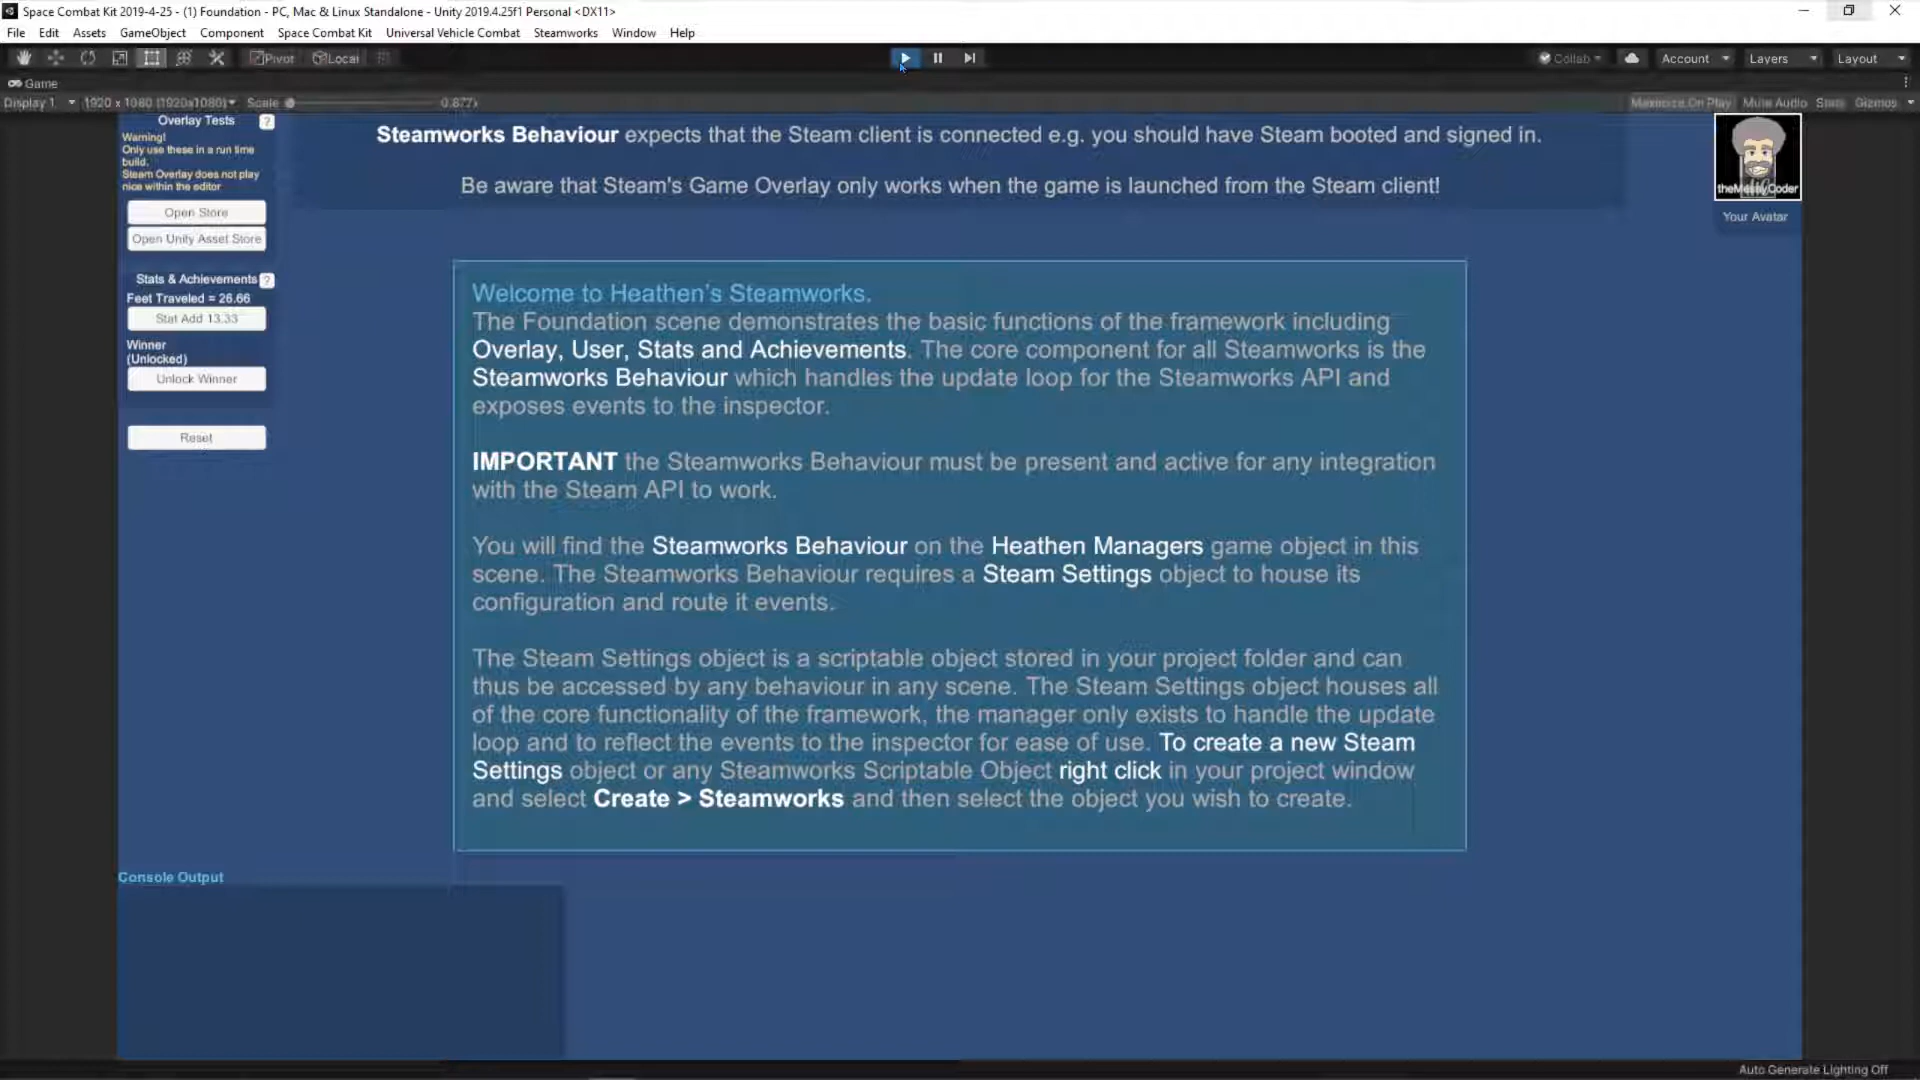 Space Combat Kit 2019-4-25 - (1) Foundation - PC, Mac & Linux Standalone - Unity 2019.4.25f1 Personal <DX11>
File Edit Assets GameObject Component Space Combat Kit Universal Vehicle Combat Steamworks Window Help
Pivot Local Collab Account Layers Layout
Game
Display 1 1920 x 1080 (1920x1080) Scale 0.877x Maximize On Play Mute Audio Stats Gizmos
Overlay Tests ?
Warning!
Only use these in a run time
build.
Steam Overlay does not play
nice within the editor
Open Store
Open Unity Asset Store
Stats & Achievements ?
Feet Traveled = 26.66
Stat Add 13.33
Winner
(Unlocked)
Unlock Winner
Reset
Steamworks Behaviour expects that the Steam client is connected e.g. you should have Steam booted and signed in.
Be aware that Steam's Game Overlay only works when the game is launched from the Steam client!
theMessyCoder
Your Avatar
Welcome to Heathen's Steamworks.
The Foundation scene demonstrates the basic functions of the framework including
Overlay, User, Stats and Achievements. The core component for all Steamworks is the
Steamworks Behaviour which handles the update loop for the Steamworks API and
exposes events to the inspector.
IMPORTANT the Steamworks Behaviour must be present and active for any integration
with the Steam API to work.
You will find the Steamworks Behaviour on the Heathen Managers game object in this
scene. The Steamworks Behaviour requires a Steam Settings object to house its
configuration and route it events.
The Steam Settings object is a scriptable object stored in your project folder and can
thus be accessed by any behaviour in any scene. The Steam Settings object houses all
of the core functionality of the framework, the manager only exists to handle the update
loop and to reflect the events to the inspector for ease of use. To create a new Steam
Settings object or any Steamworks Scriptable Object right click in your project window
and select Create > Steamworks and then select the object you wish to create.
Console Output
Auto Generate Lighting Off